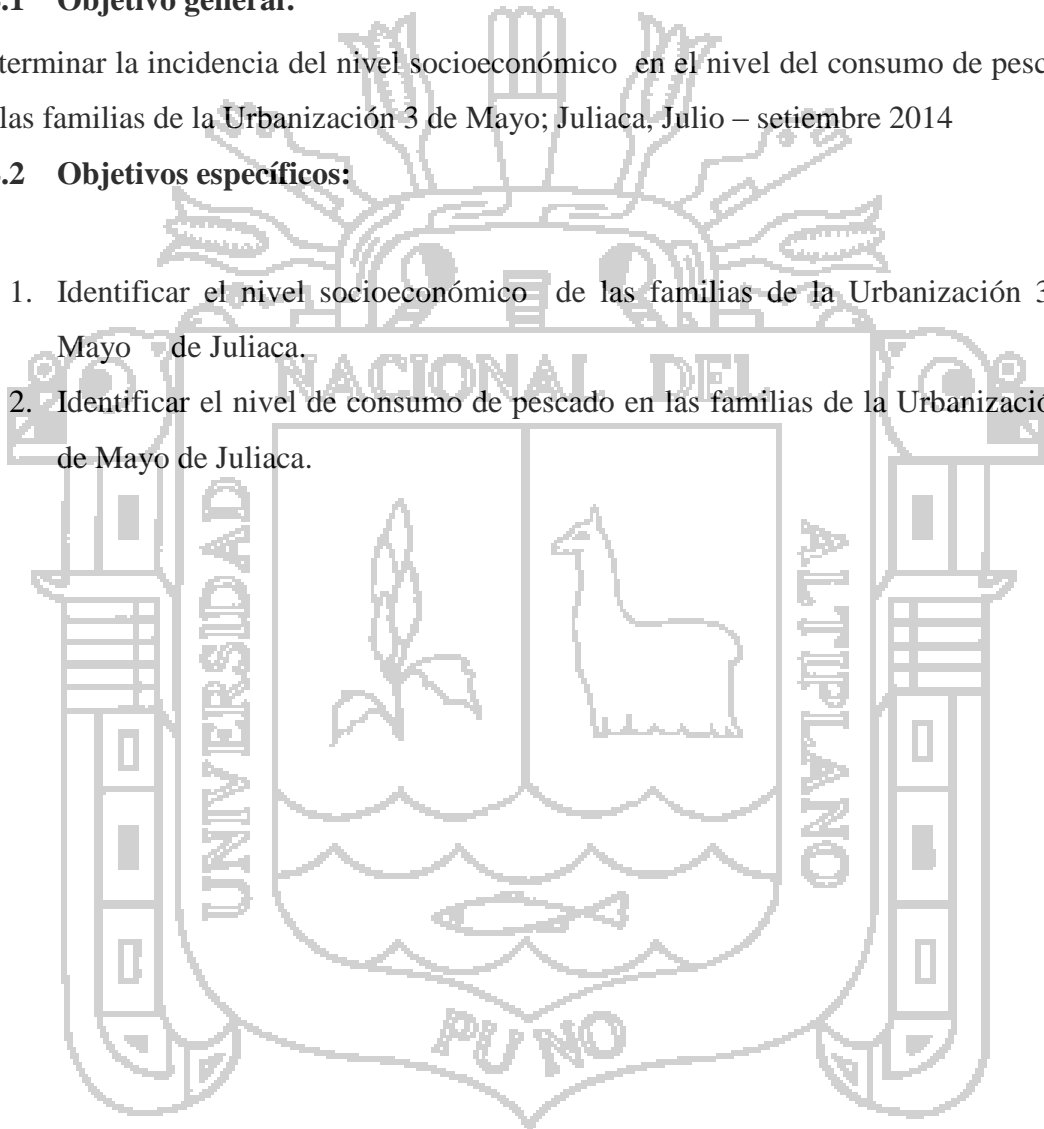 .1 Objetivo general:
terminar la incidencia del nivel socioeconómico en el nivel del consumo de pesc
las familias de la Urbanización 3 de Mayo; Juliaca, Julio – setiembre 2014
.2 Objetivos específicos:
1. Identificar el nivel socioeconómico de las familias de la Urbanización 3
Mayo de Juliaca.
2. Identificar el nivel de consumo de pescado en las familias de la Urbanizació
de Mayo de Juliaca.
NACIONAL DEL
UNIVERSIDAD
ALTIPLANO
PUNO